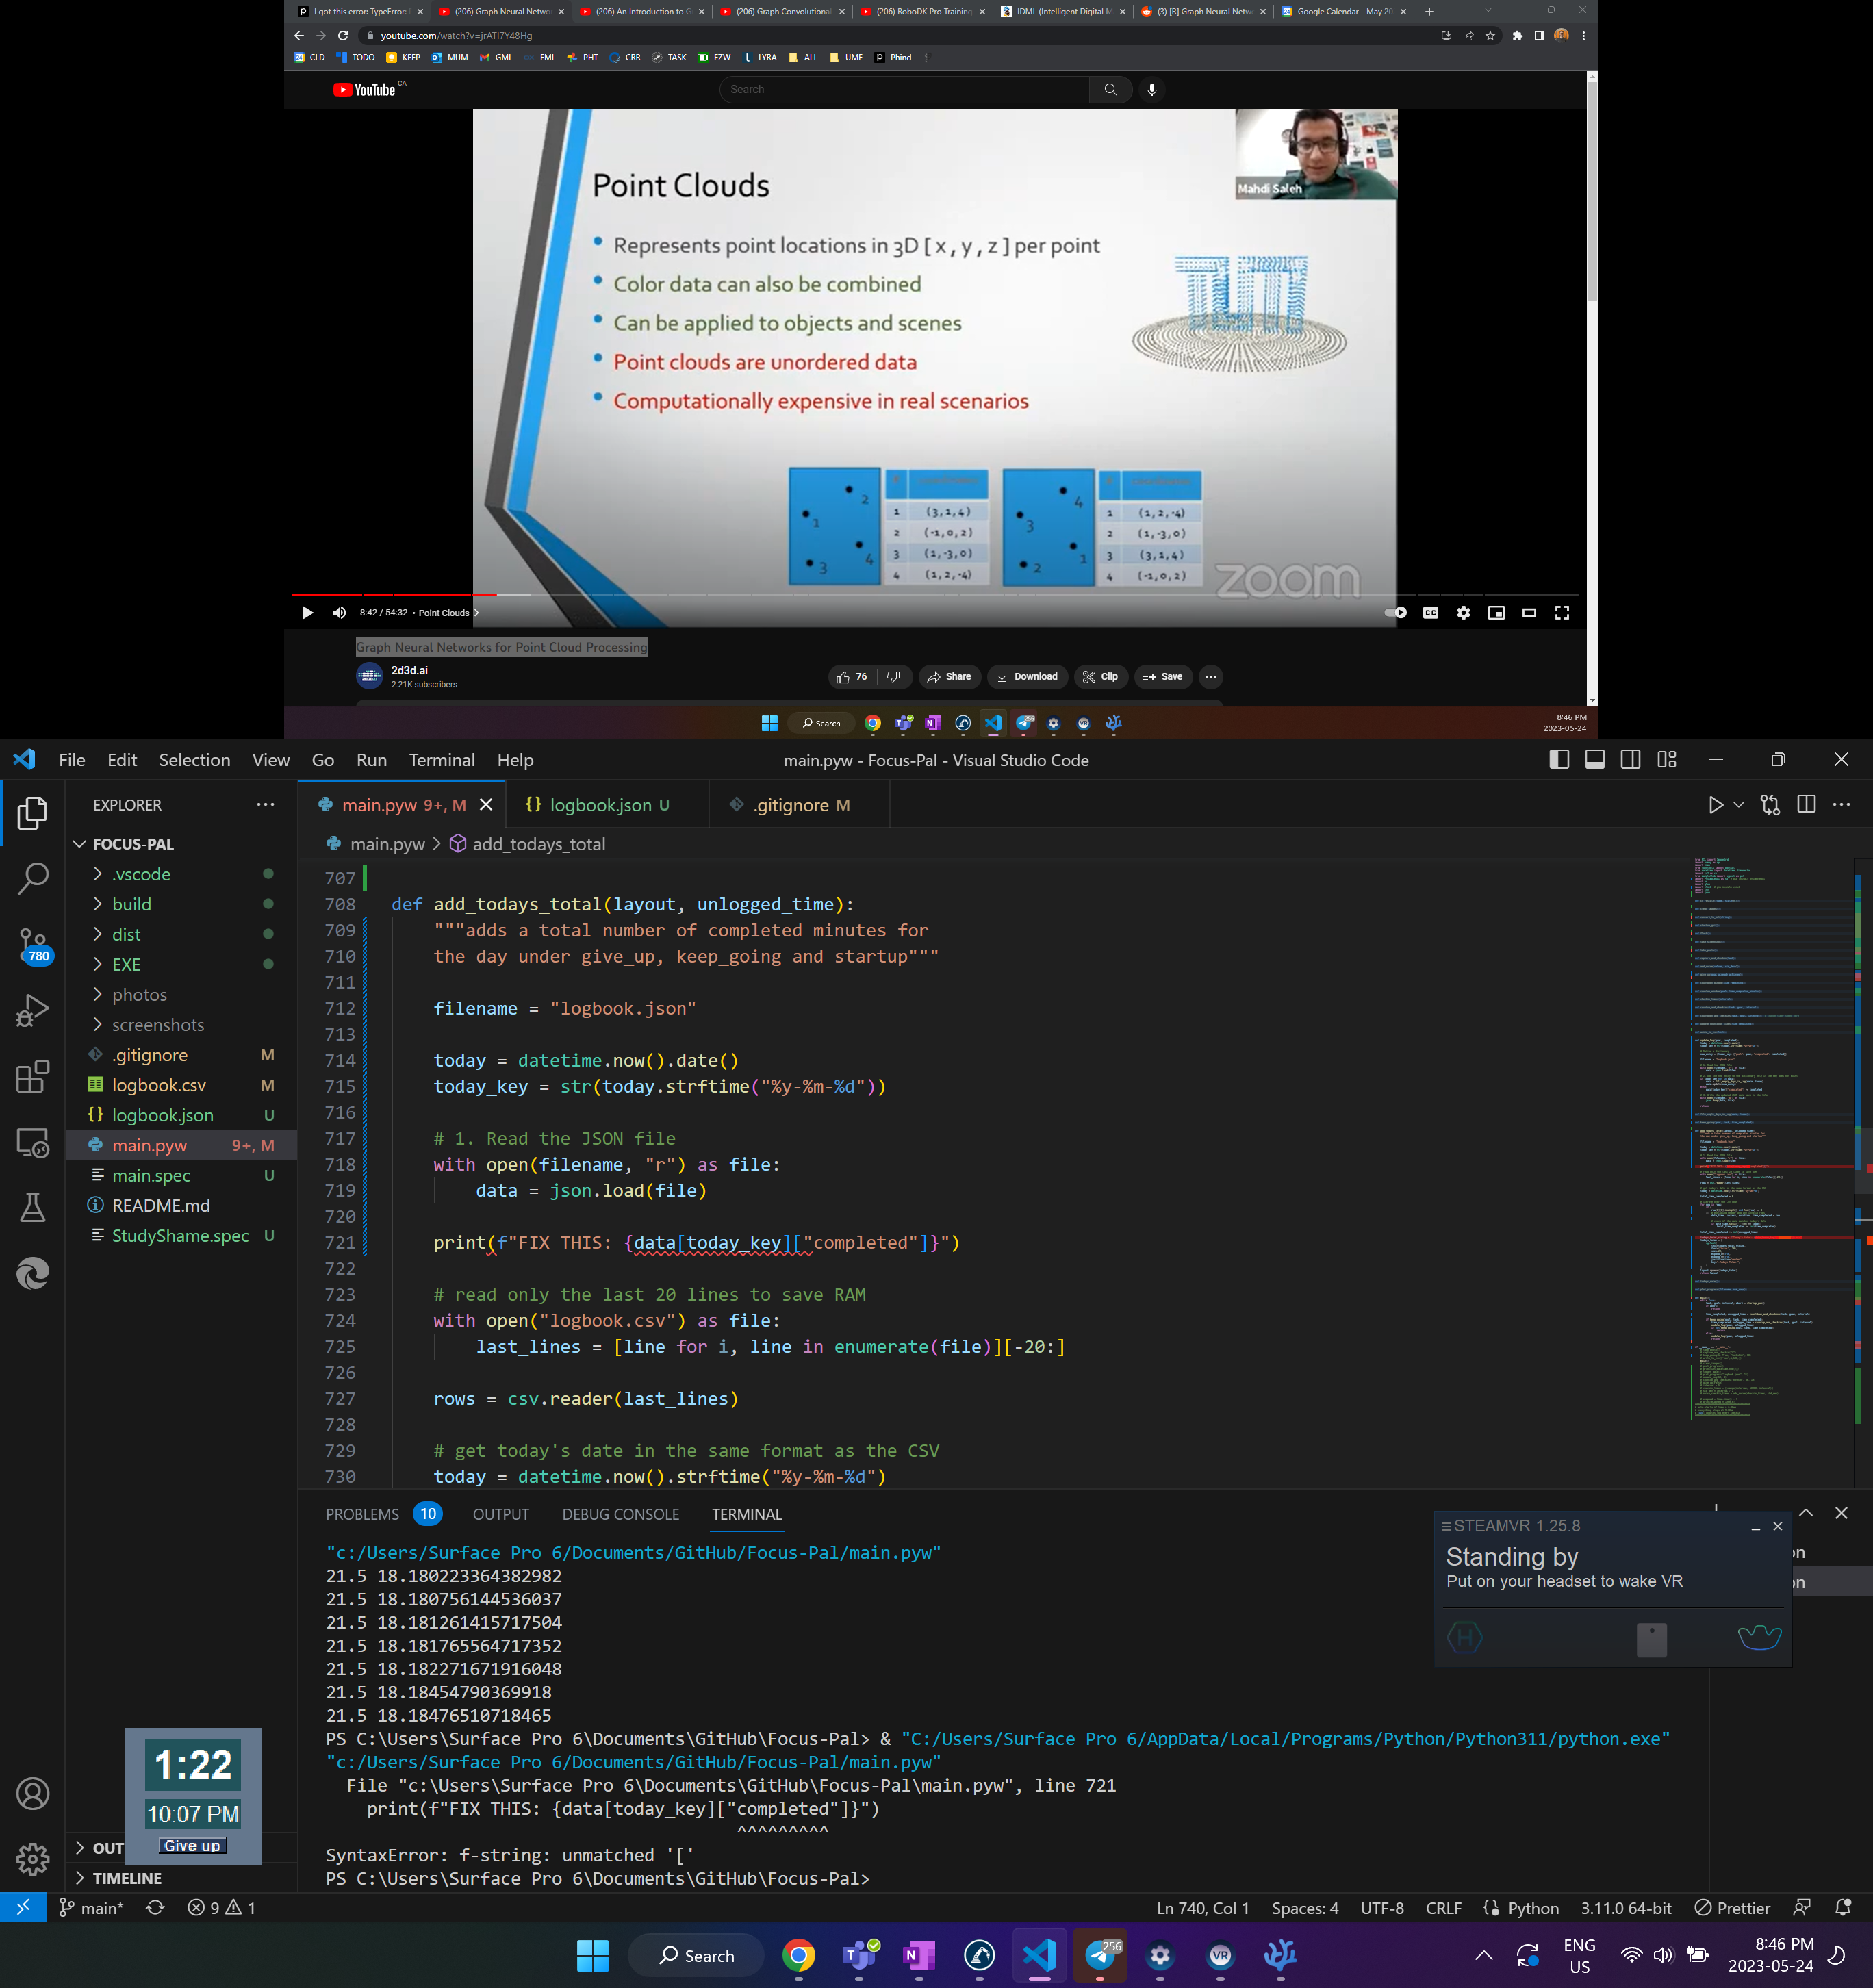 I got this error: TypeError:
(206) Graph Neural Netwo
(206) An Introduction to G
(206) Graph Convolutional
(206) RoboDK Pro Training
IDML (Intelligent Digital M
(3) [R] Graph Neural Netw
Google Calendar - May 20
youtube.com/watch?v=jrATI7Y48Hg
CLD TODO KEEP MUM GML EML PHT CRR TASK EZW LYRA ALL UME Phind
YouTube CA
Search
Mahdi Saleh
Point Clouds
Represents point locations in 3D [ x , y , z ] per point
Color data can also be combined
Can be applied to objects and scenes
Point clouds are unordered data
Computationally expensive in real scenarios
1 2 3 4
1 (3,1,4)
2 (-1,0,2)
3 (1,-3,0)
4 (1,2,-4)
3 4 1 2
1 (1,2,-4)
2 (1,-3,0)
3 (3,1,4)
4 (-1,0,2)
zoom
8:42 / 54:32 • Point Clouds
Graph Neural Networks for Point Cloud Processing
2d3d.ai
2.21K subscribers
76 Share Download Clip Save
Search
8:46 PM
2023-05-24
File Edit Selection View Go Run Terminal Help
main.pyw - Focus-Pal - Visual Studio Code
EXPLORER
main.pyw 9+, M
{} logbook.json U
.gitignore M
main.pyw > add_todays_total
FOCUS-PAL
.vscode
build
dist
EXE
photos
screenshots
.gitignore M
logbook.csv M
{} logbook.json U
main.pyw 9+, M
main.spec U
README.md
StudyShame.spec U
780
707
708 def add_todays_total(layout, unlogged_time):
709 """adds a total number of completed minutes for
710 the day under give_up, keep_going and startup"""
711
712 filename = "logbook.json"
713
714 today = datetime.now().date()
715 today_key = str(today.strftime("%y-%m-%d"))
716
717 # 1. Read the JSON file
718 with open(filename, "r") as file:
719 data = json.load(file)
720
721 print(f"FIX THIS: {data[today_key]["completed"]}")
722
723 # read only the last 20 lines to save RAM
724 with open("logbook.csv") as file:
725 last_lines = [line for i, line in enumerate(file)][-20:]
726
727 rows = csv.reader(last_lines)
728
729 # get today's date in the same format as the CSV
730 today = datetime.now().strftime("%y-%m-%d")
PROBLEMS 10 OUTPUT DEBUG CONSOLE TERMINAL
"c:/Users/Surface Pro 6/Documents/GitHub/Focus-Pal/main.pyw"
21.5 18.180223364382982
21.5 18.180756144536037
21.5 18.181261415717504
21.5 18.181765564717352
21.5 18.182271671916048
21.5 18.18454790369918
21.5 18.18476510718465
PS C:\Users\Surface Pro 6\Documents\GitHub\Focus-Pal> & "C:/Users/Surface Pro 6/AppData/Local/Programs/Python/Python311/python.exe"
"c:/Users/Surface Pro 6/Documents/GitHub/Focus-Pal/main.pyw"
File "c:\Users\Surface Pro 6\Documents\GitHub\Focus-Pal\main.pyw", line 721
print(f"FIX THIS: {data[today_key]["completed"]}")
^^^^^^^^^
SyntaxError: f-string: unmatched '['
PS C:\Users\Surface Pro 6\Documents\GitHub\Focus-Pal>
on
on
STEAMVR 1.25.8
Standing by
Put on your headset to wake VR
1:22
10:07 PM
Give up
OUT
TIMELINE
main* 9 1
Ln 740, Col 1 Spaces: 4 UTF-8 CRLF Python 3.11.0 64-bit Prettier
Search
256
ENG
US
8:46 PM
2023-05-24